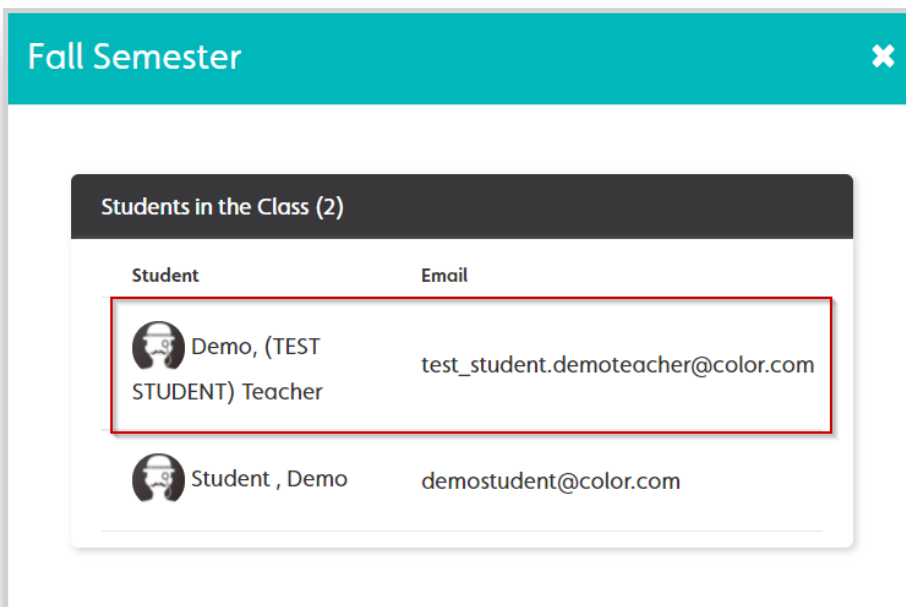 Fall Semester
Students in the Class (2)
Student Email
Demo, (TEST
STUDENT) Teacher
test_student.demoteacher@color.com
Student , Demo demostudent@color.com